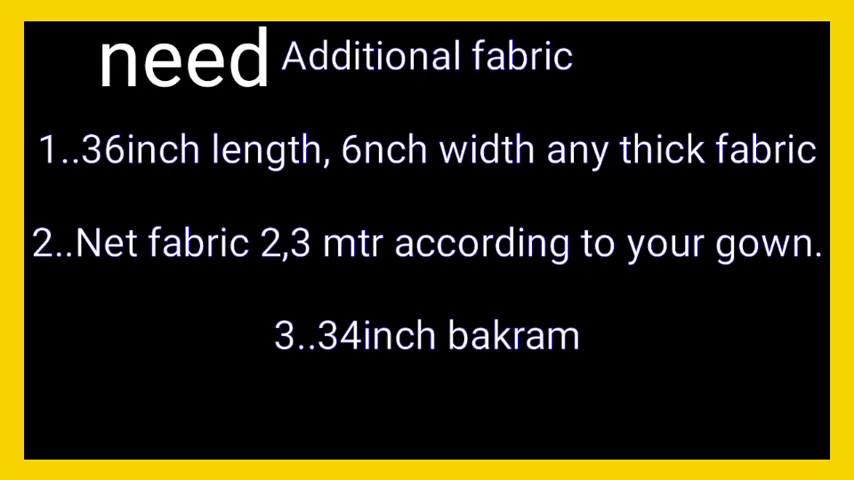 need Additional fabric
1..36inch length, 6nch width any thick fabric
2..Net fabric 2,3 mtr according to your gown.
3..34inch bakram